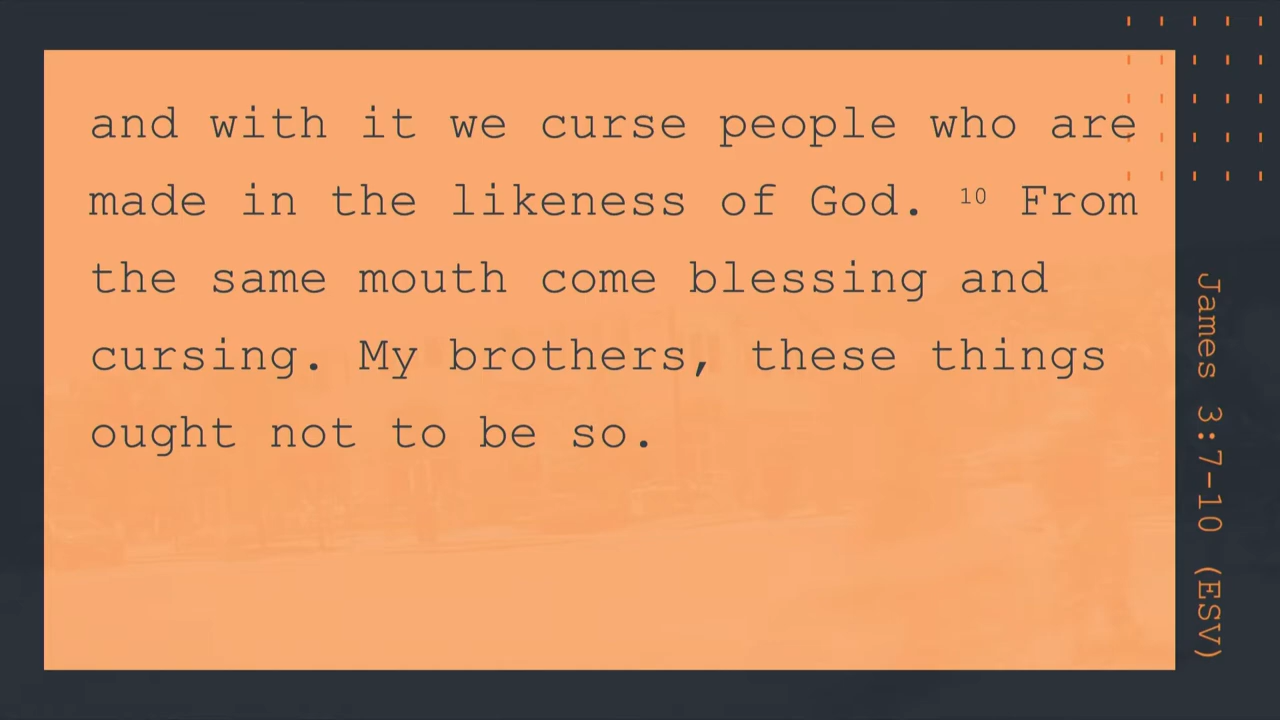 and with it we curse people who are
made in the likeness of God. 10 From
the same mouth come blessing and
cursing. My brothers, these things
ought not to be so.
James 3:7-10 (ESV)